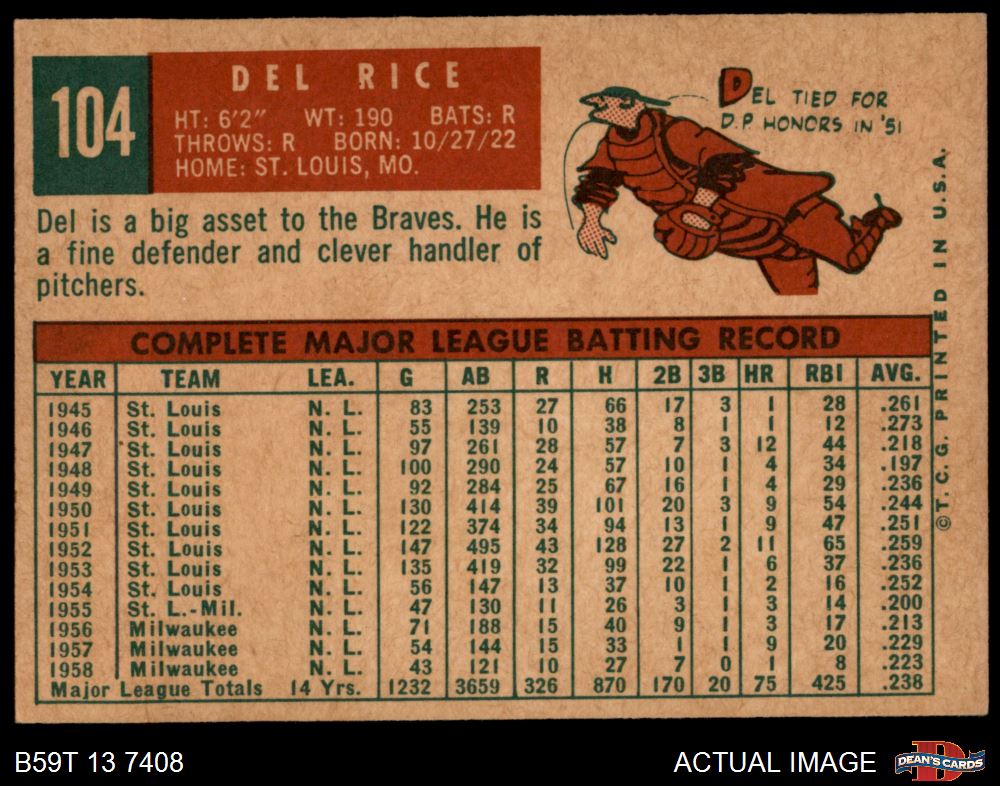 104
DEL RICE
HT: 6'2" WT: 190 BATS: R
THROWS: R BORN: 10/27/22
HOME: ST. LOUIS, MO.
DEL TIED FOR
D.P. HONORS IN '51
Del is a big asset to the Braves. He is
a fine defender and clever handler of
pitchers.
COMPLETE MAJOR LEAGUE BATTING RECORD
YEAR TEAM LEA. G AB R H 2B 3B HR RBI AVG.
1945 St. Louis N. L. 83 253 27 66 17 3 1 28 .261
1946 St. Louis N. L. 55 139 10 38 8 1 1 12 .273
1947 St. Louis N. L. 97 261 28 57 7 3 12 44 .218
1948 St. Louis N. L. 100 290 24 57 10 1 4 34 .197
1949 St. Louis N. L. 92 284 25 67 16 1 4 29 .236
1950 St. Louis N. L. 130 414 39 101 20 3 9 54 .244
1951 St. Louis N. L. 122 374 34 94 13 1 9 47 .251
1952 St. Louis N. L. 147 495 43 128 27 2 11 65 .259
1953 St. Louis N. L. 135 419 32 99 22 1 6 37 .236
1954 St. Louis N. L. 56 147 13 37 10 1 2 16 .252
1955 St. L.-Mil. N. L. 47 130 11 26 3 1 3 14 .200
1956 Milwaukee N. L. 71 188 15 40 9 1 3 17 .213
1957 Milwaukee N. L. 54 144 15 33 1 1 9 20 .229
1958 Milwaukee N. L. 43 121 10 27 7 0 1 8 .223
Major League Totals 14 Yrs. 1232 3659 326 870 170 20 75 425 .238
©T. C. G. PRINTED IN U.S.A.
B59T 13 7408
ACTUAL IMAGE
DEAN'S CARDS